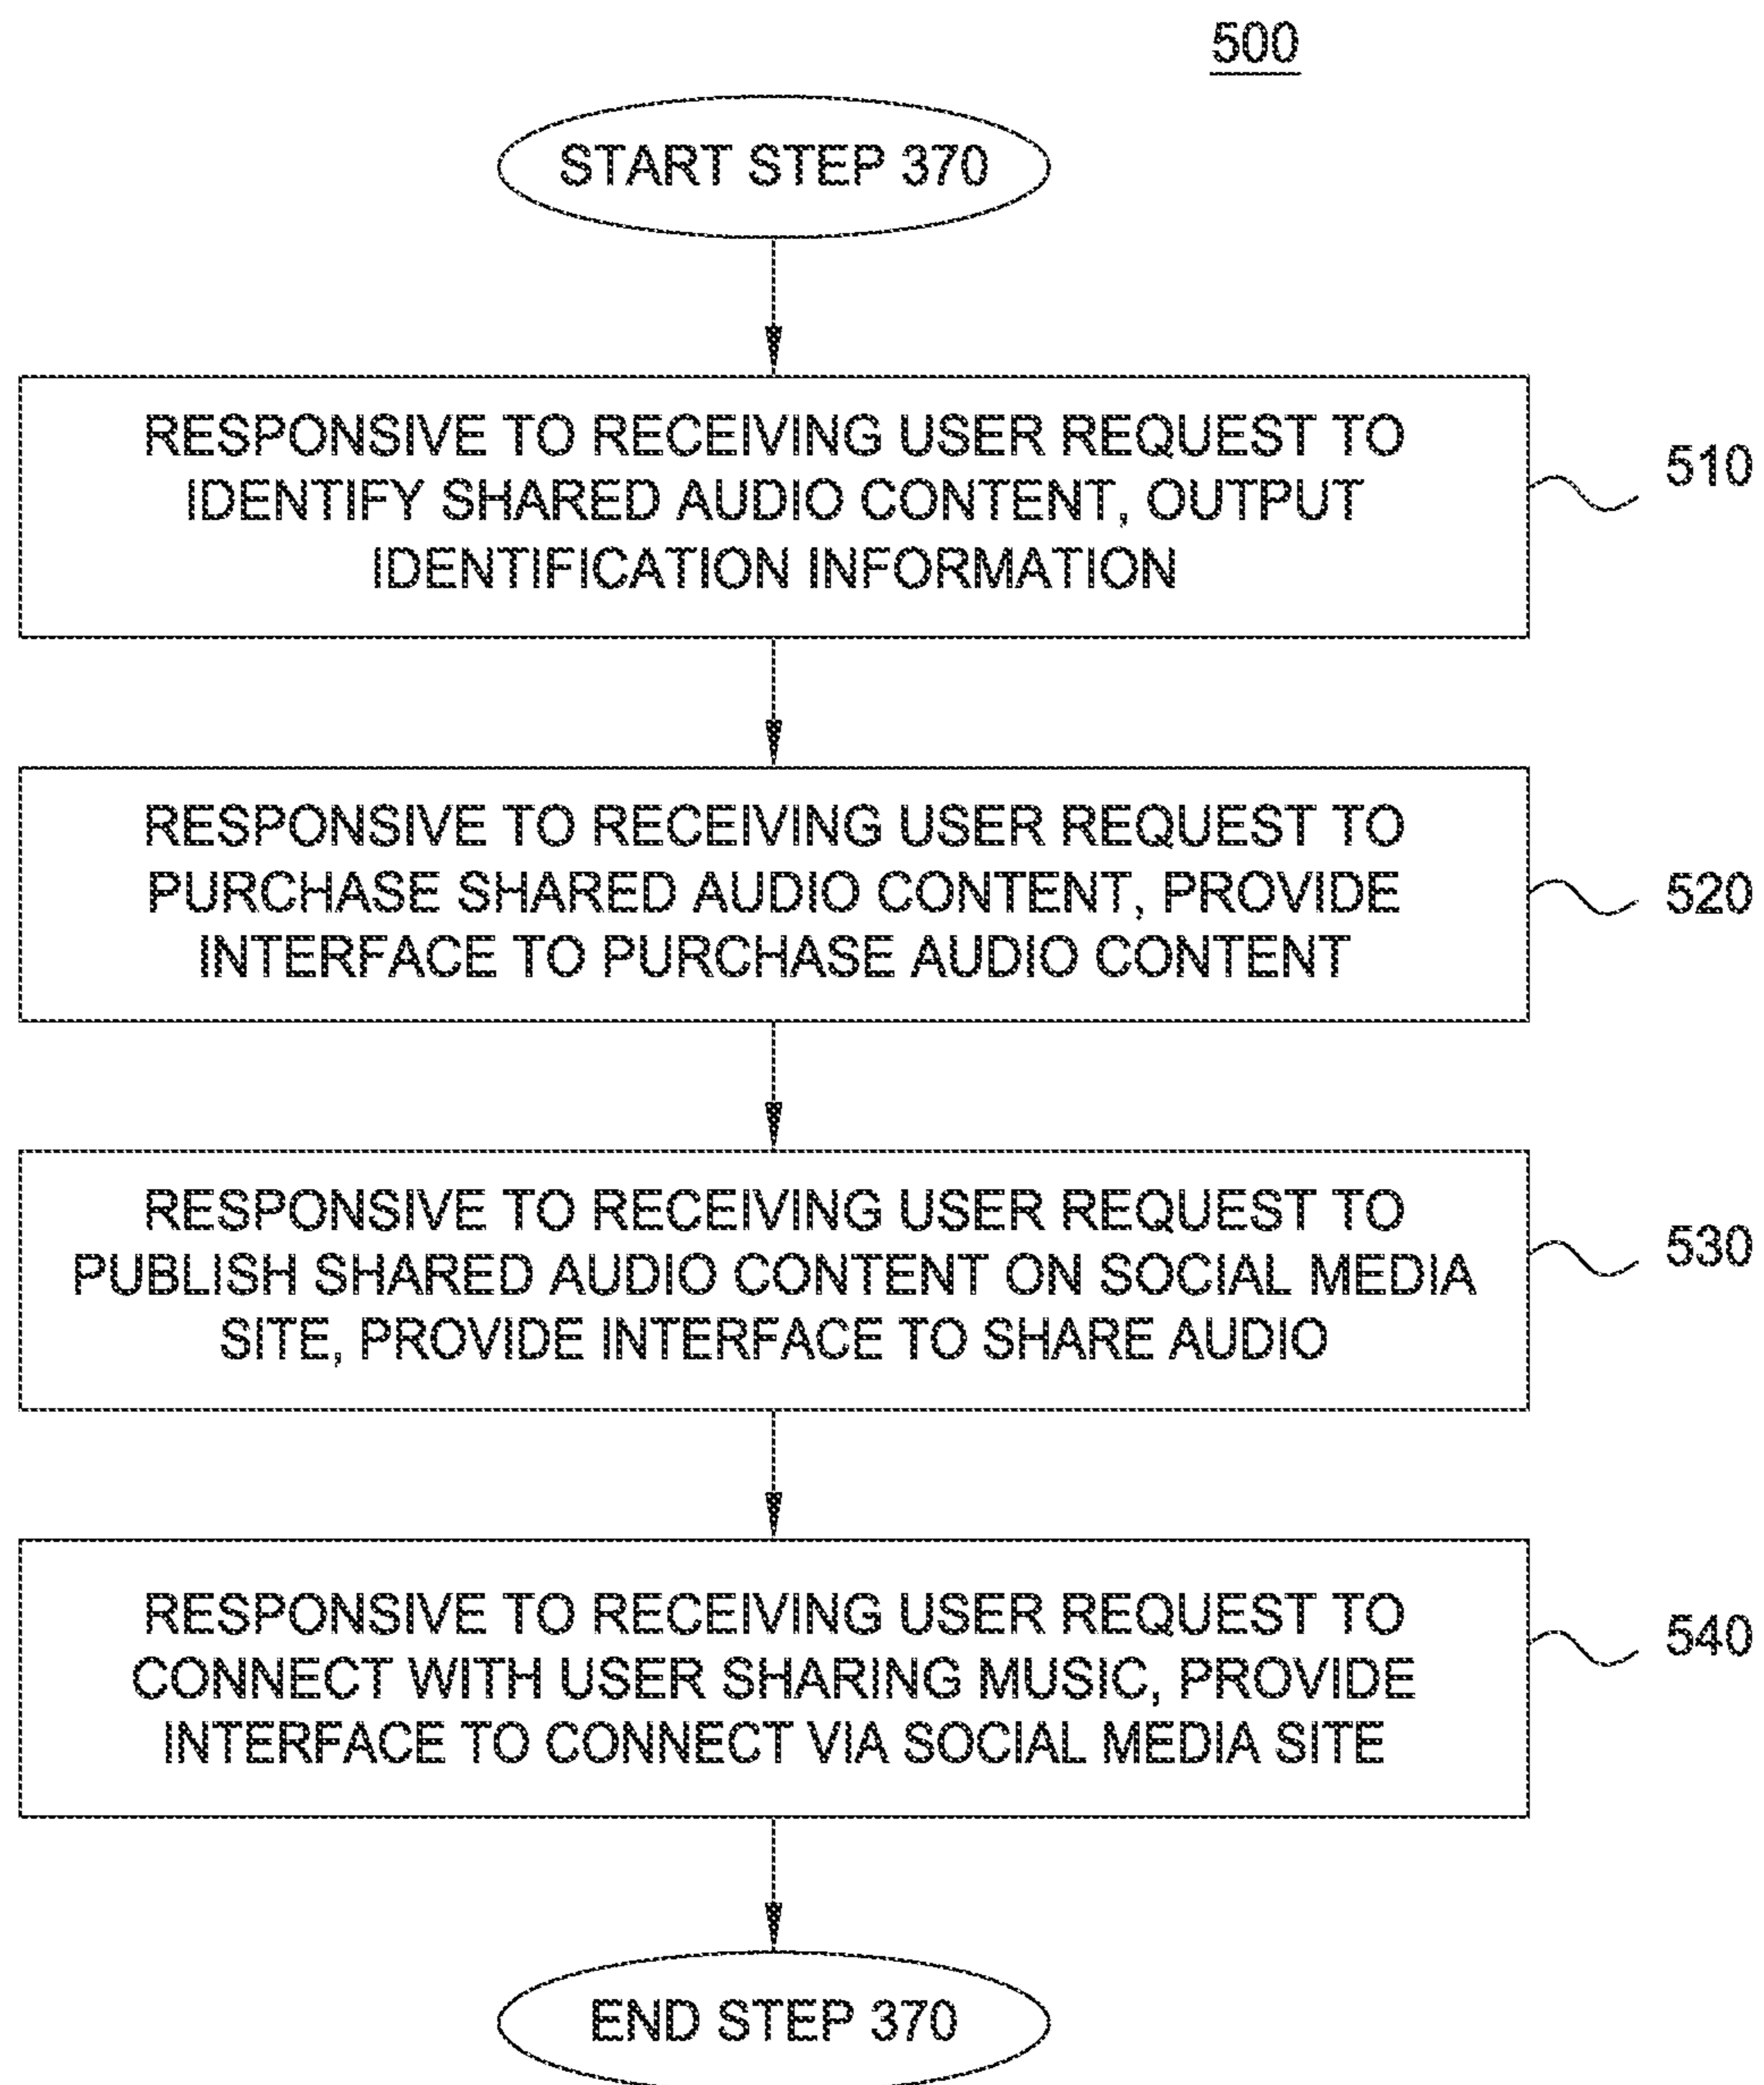 500
START STEP 370
RESPONSIVE TO RECEIVING USER REQUEST TO
IDENTIFY SHARED AUDIO CONTENT, OUTPUT
IDENTIFICATION INFORMATION
510
RESPONSIVE TO RECEIVING USER REQUEST TO
PURCHASE SHARED AUDIO CONTENT, PROVIDE
INTERFACE TO PURCHASE AUDIO CONTENT
520
RESPONSIVE TO RECEIVING USER REQUEST TO
PUBLISH SHARED AUDIO CONTENT ON SOCIAL MEDIA
SITE, PROVIDE INTERFACE TO SHARE AUDIO
530
RESPONSIVE TO RECEIVING USER REQUEST TO
CONNECT WITH USER SHARING MUSIC, PROVIDE
INTERFACE TO CONNECT VIA SOCIAL MEDIA SITE
540
END STEP 370